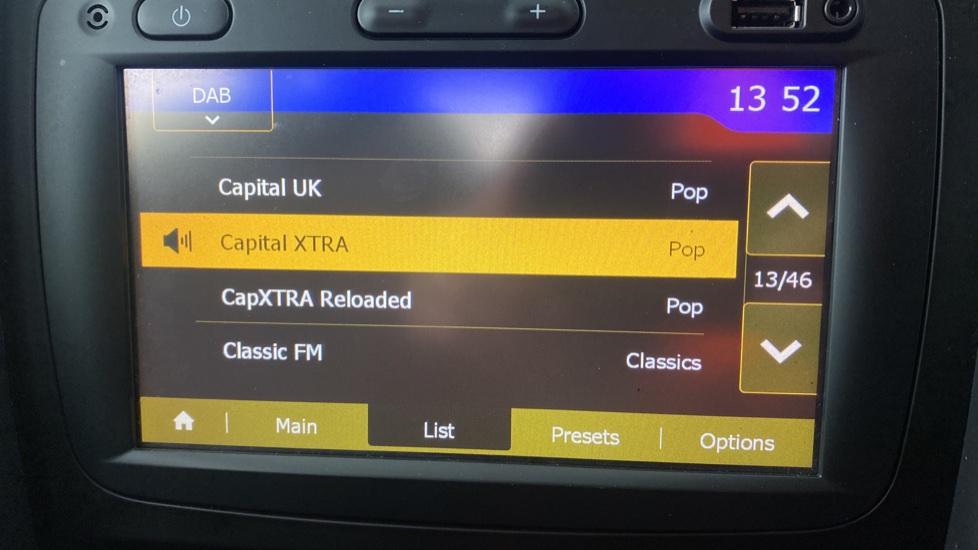 DAB
13 52
Capital UK Pop
Capital XTRA Pop
13/46
CapXTRA Reloaded Pop
Classic FM Classics
Main List Presets Options